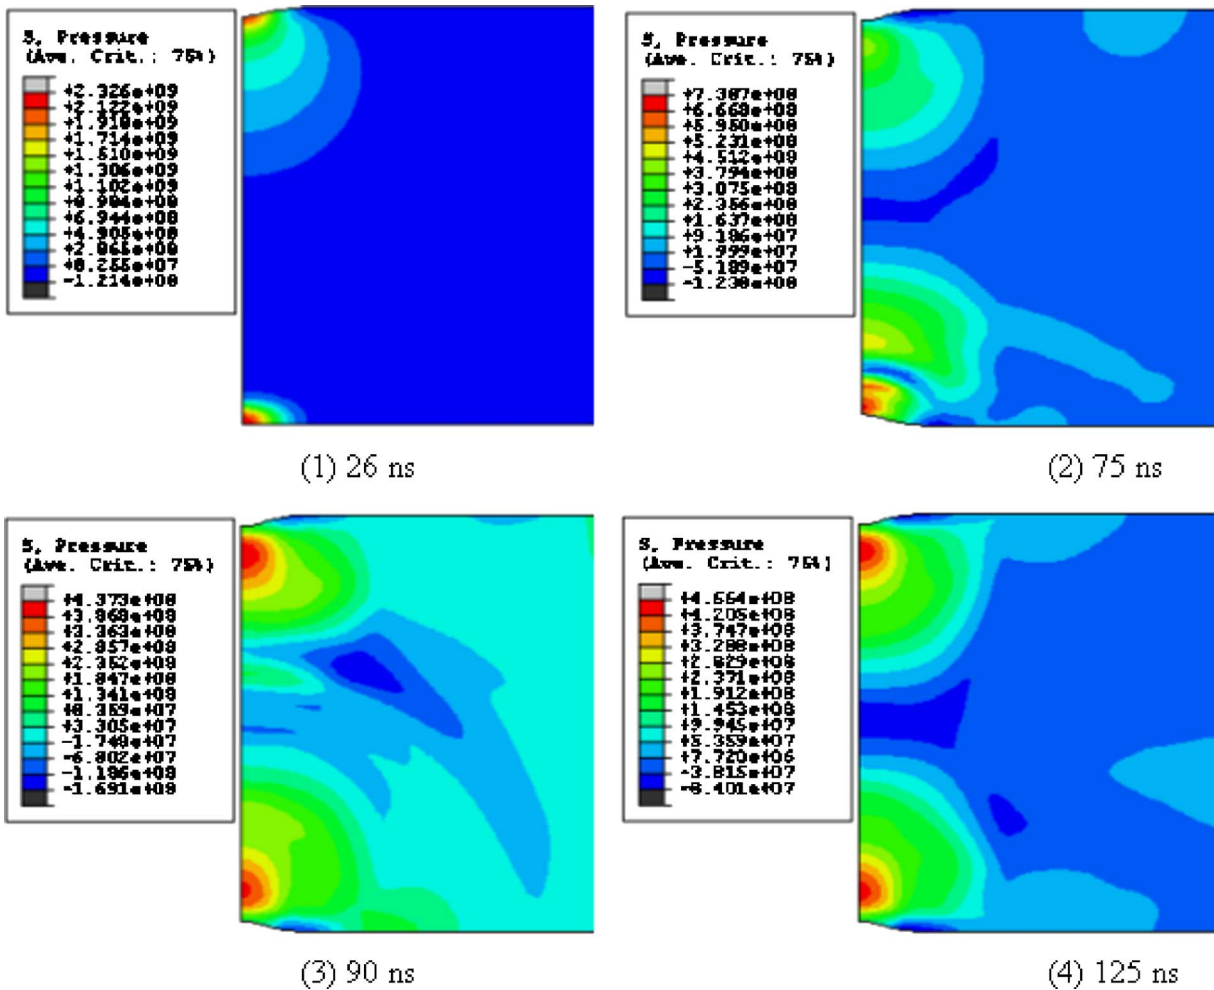 S, Pressure
(Ave. Crit.: 75%)
+2.326e+09
+2.122e+09
+1.918e+09
+1.714e+09
+1.510e+09
+1.306e+09
+1.102e+09
+8.984e+08
+6.944e+08
+4.905e+08
+2.865e+08
+8.255e+07
-1.214e+08
(1) 26 ns
S, Pressure
(Ave. Crit.: 75%)
+7.387e+08
+6.668e+08
+5.950e+08
+5.231e+08
+4.512e+08
+3.794e+08
+3.075e+08
+2.356e+08
+1.637e+08
+9.186e+07
+1.999e+07
-5.189e+07
-1.238e+08
(2) 75 ns
S, Pressure
(Ave. Crit.: 75%)
+4.373e+08
+3.868e+08
+3.363e+08
+2.857e+08
+2.352e+08
+1.847e+08
+1.341e+08
+8.359e+07
+3.305e+07
-1.748e+07
-6.802e+07
-1.186e+08
-1.691e+08
(3) 90 ns
S, Pressure
(Ave. Crit.: 75%)
+4.664e+08
+4.205e+08
+3.747e+08
+3.288e+08
+2.829e+08
+2.371e+08
+1.912e+08
+1.453e+08
+9.945e+07
+5.359e+07
+7.720e+06
-3.815e+07
-8.401e+07
(4) 125 ns